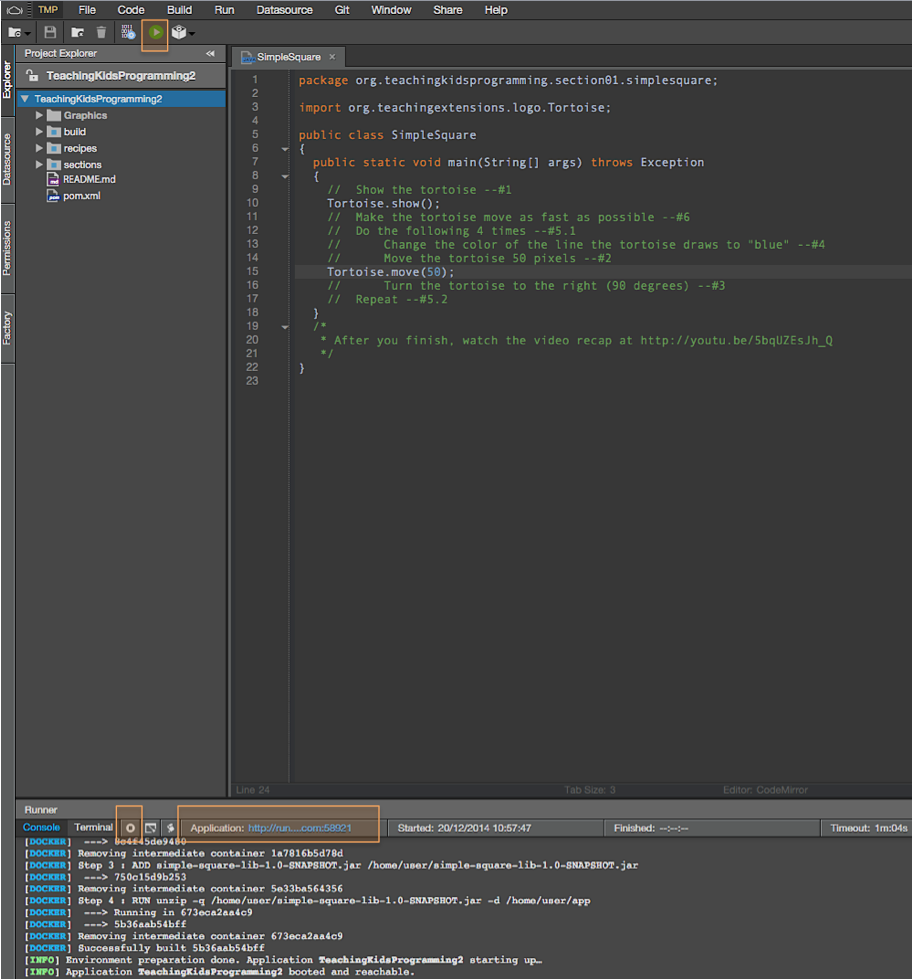 TMP File Code Build Run Datasource Git Window Share Help
Project Explorer
Explorer
Datasource
Permissions
Factory
TeachingKidsProgramming2
TeachingKidsProgramming2
Graphics
build
recipes
sections
README.md
pom.xml
SimpleSquare ×
1 package org.teachingkidsprogramming.section01.simplesquare;
2
3 import org.teachingextensions.logo.Tortoise;
4
5 public class SimpleSquare
6 {
7 public static void main(String[] args) throws Exception
8 {
9 // Show the tortoise --#1
10 Tortoise.show();
11 // Make the tortoise move as fast as possible --#6
12 // Do the following 4 times --#5.1
13 // Change the color of the line the tortoise draws to "blue" --#4
14 // Move the tortoise 50 pixels --#2
15 Tortoise.move(50);
16 // Turn the tortoise to the right (90 degrees) --#3
17 // Repeat --#5.2
18 }
19 /*
20 * After you finish, watch the video recap at http://youtu.be/5bqUZEsJh_Q
21 */
22 }
23
Line 24 Tab Size: 3 Editor: CodeMirror
Runner
Console Terminal Application: http://run....com:58921 Started: 20/12/2014 10:57:47 Finished: --:--:-- Timeout: 1m:04s
[DOCKER] ---> 
[DOCKER] Removing intermediate container 1a7816b5d78d
[DOCKER] Step 3 : ADD simple-square-lib-1.0-SNAPSHOT.jar /home/user/simple-square-lib-1.0-SNAPSHOT.jar
[DOCKER] ---> 750c15d9b253
[DOCKER] Removing intermediate container 5e33ba564356
[DOCKER] Step 4 : RUN unzip -q /home/user/simple-square-lib-1.0-SNAPSHOT.jar -d /home/user/app
[DOCKER] ---> Running in 673eca2aa4c9
[DOCKER] ---> 5b36aab54bff
[DOCKER] Removing intermediate container 673eca2aa4c9
[DOCKER] Successfully built 5b36aab54bff
[INFO] Environment preparation done. Application TeachingKidsProgramming2 starting up…
[INFO] Application TeachingKidsProgramming2 booted and reachable.